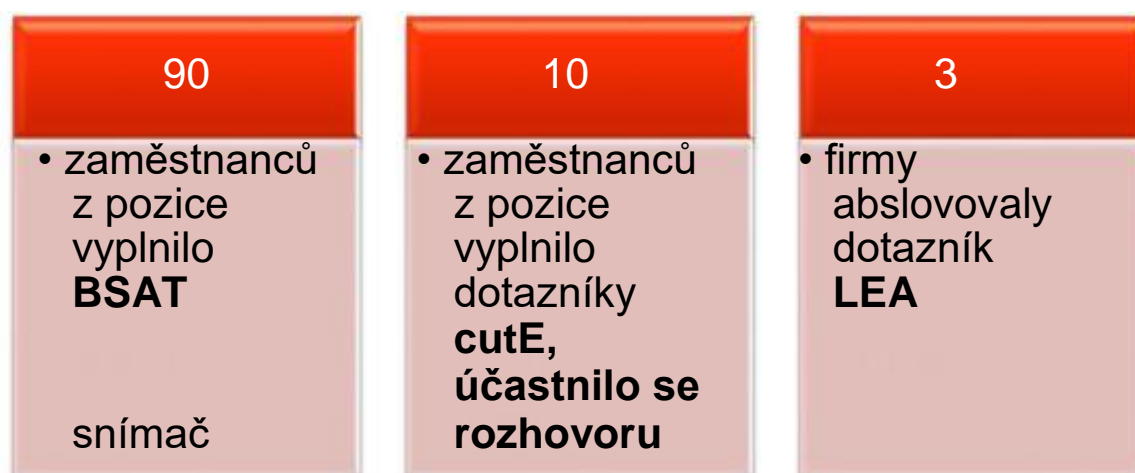 90
• zaměstnanců
z pozice
vyplnilo
BSAT
snímač
10
• zaměstnanců
z pozice
vyplnilo
dotazníky
cutE,
účastnilo se
rozhovoru
3
• firmy
abslovovaly
dotazník
LEA